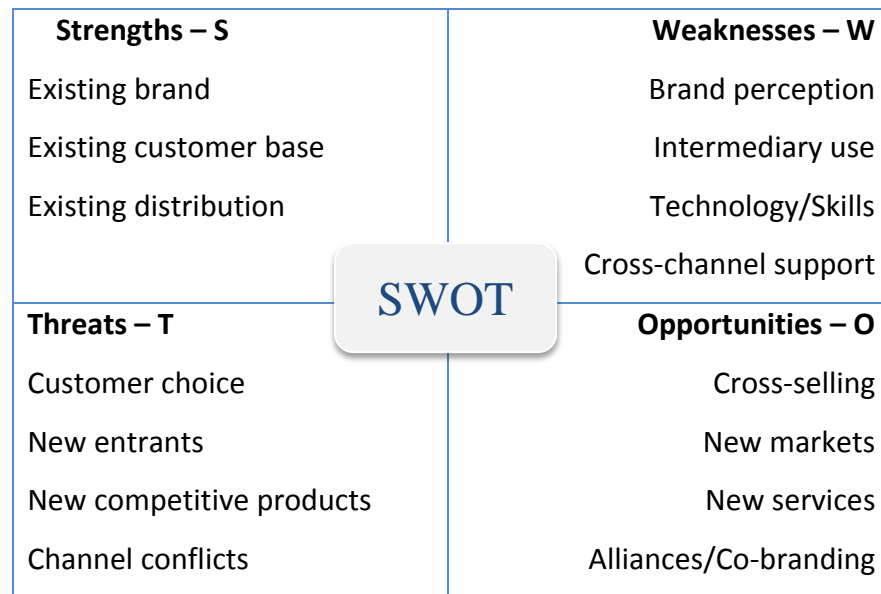 Strengths – S
Existing brand
Existing customer base
Existing distribution
Weaknesses – W
Brand perception
Intermediary use
Technology/Skills
Cross-channel support
SWOT
Threats – T
Customer choice
New entrants
New competitive products
Channel conflicts
Opportunities – O
Cross-selling
New markets
New services
Alliances/Co-branding